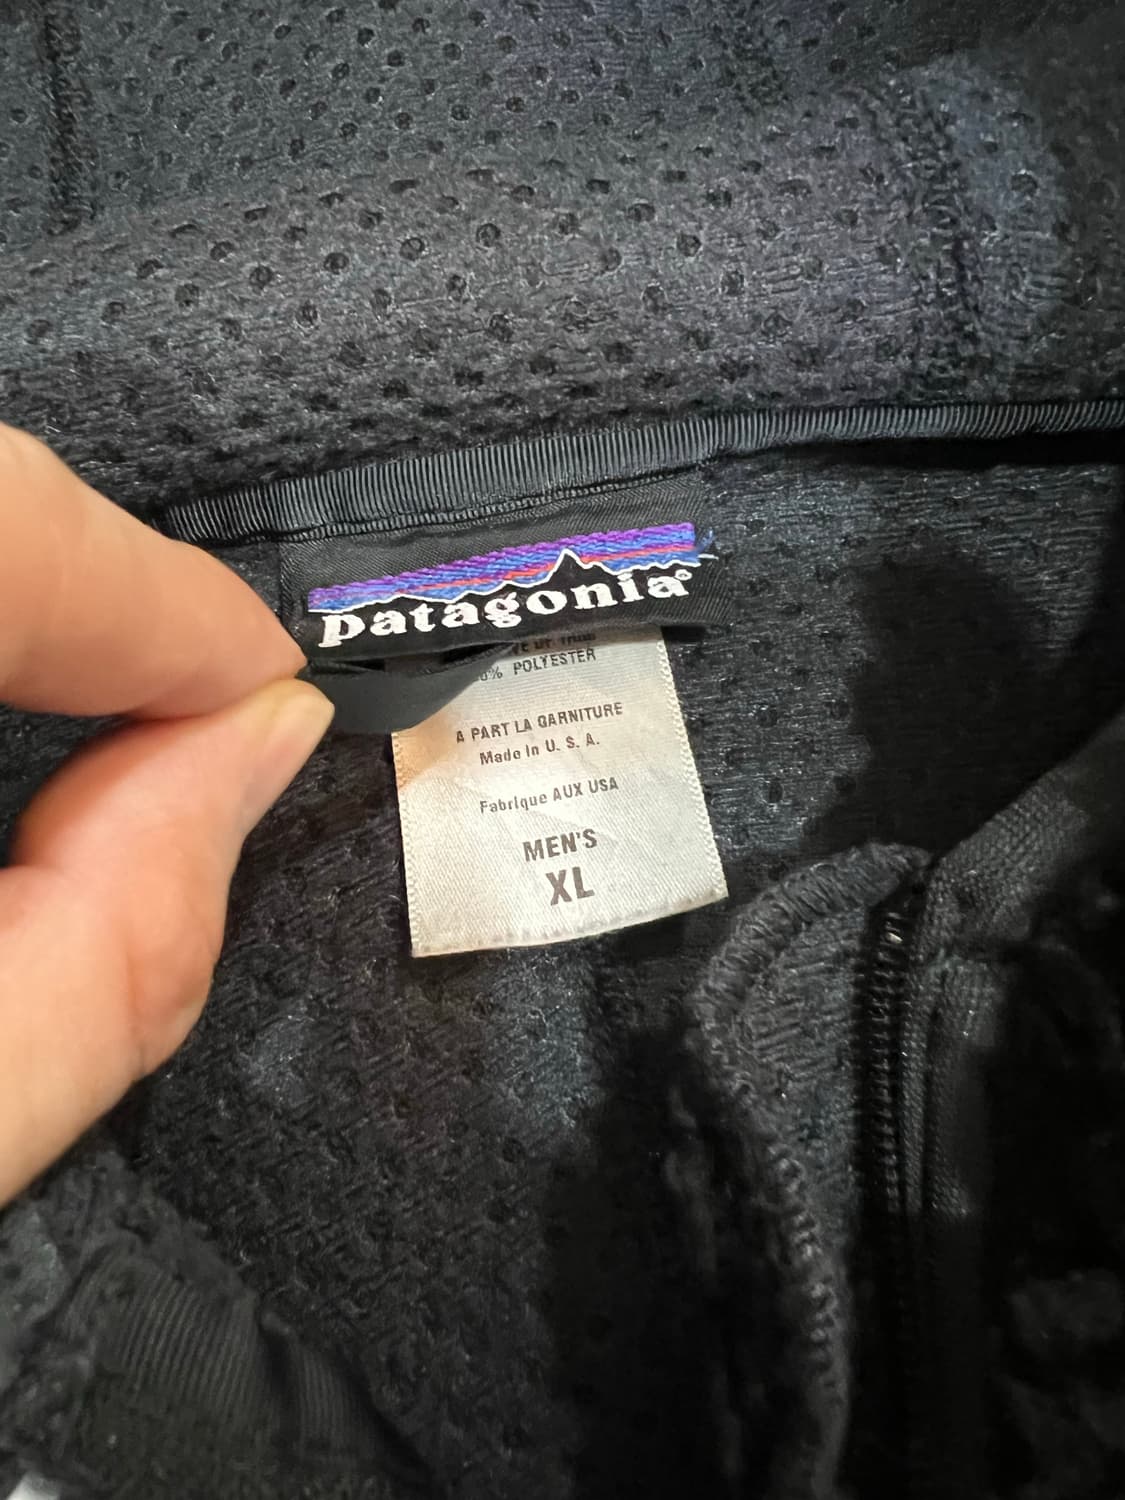 patagonia®
POLYESTER
A PART LA GARNITURE
Made in U. S. A.
Fabrique AUX USA
MEN'S
XL